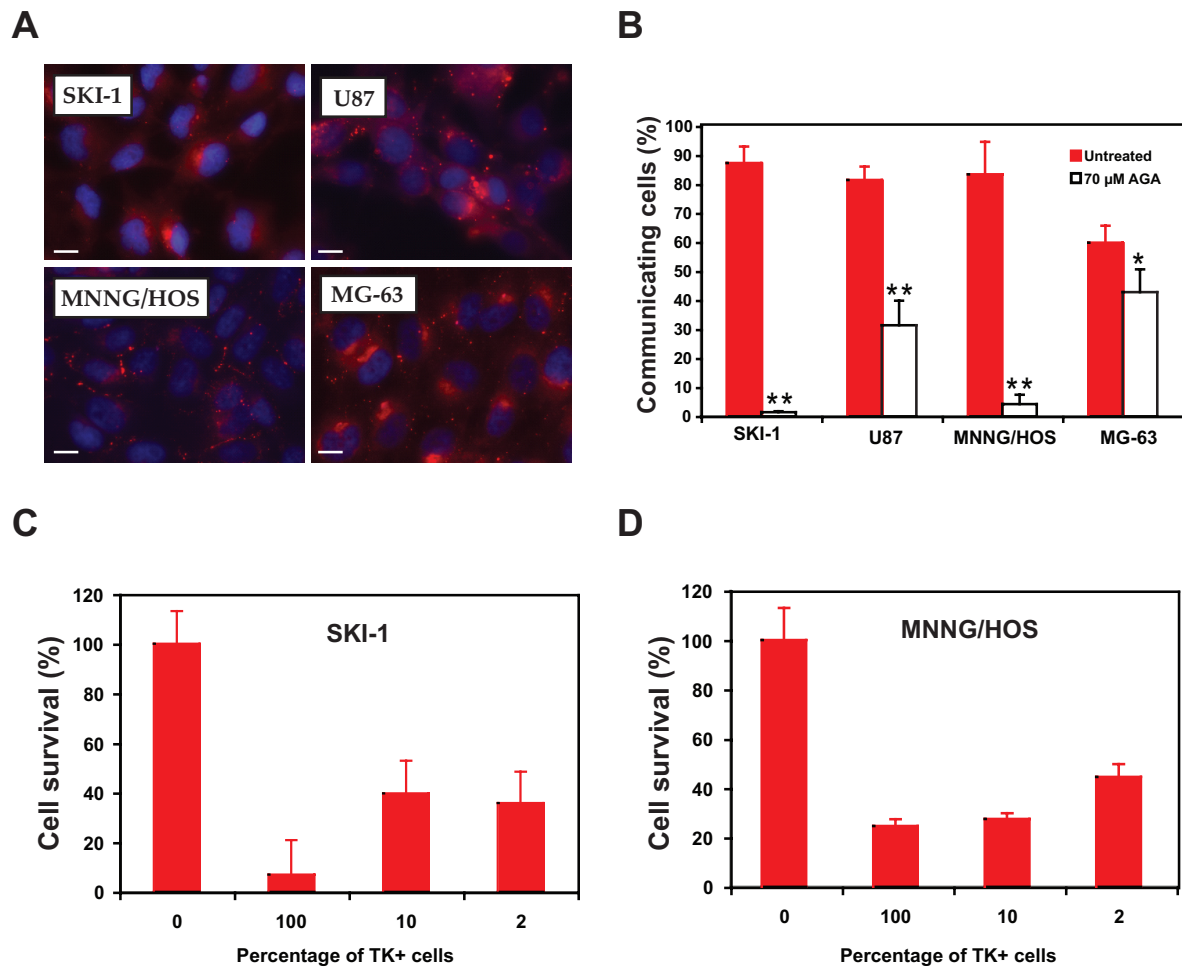 A
SKI-1
U87
MNNG/HOS
MG-63
B
Communicating cells (%)
100
90
80
70
60
50
40
30
20
10
0
Untreated
70 µM AGA
**
**
**
*
SKI-1
U87
MNNG/HOS
MG-63
C
Cell survival (%)
120
100
80
60
40
20
0
SKI-1
0 100 10 2
Percentage of TK+ cells
D
Cell survival (%)
120
100
80
60
40
20
0
MNNG/HOS
0 100 10 2
Percentage of TK+ cells